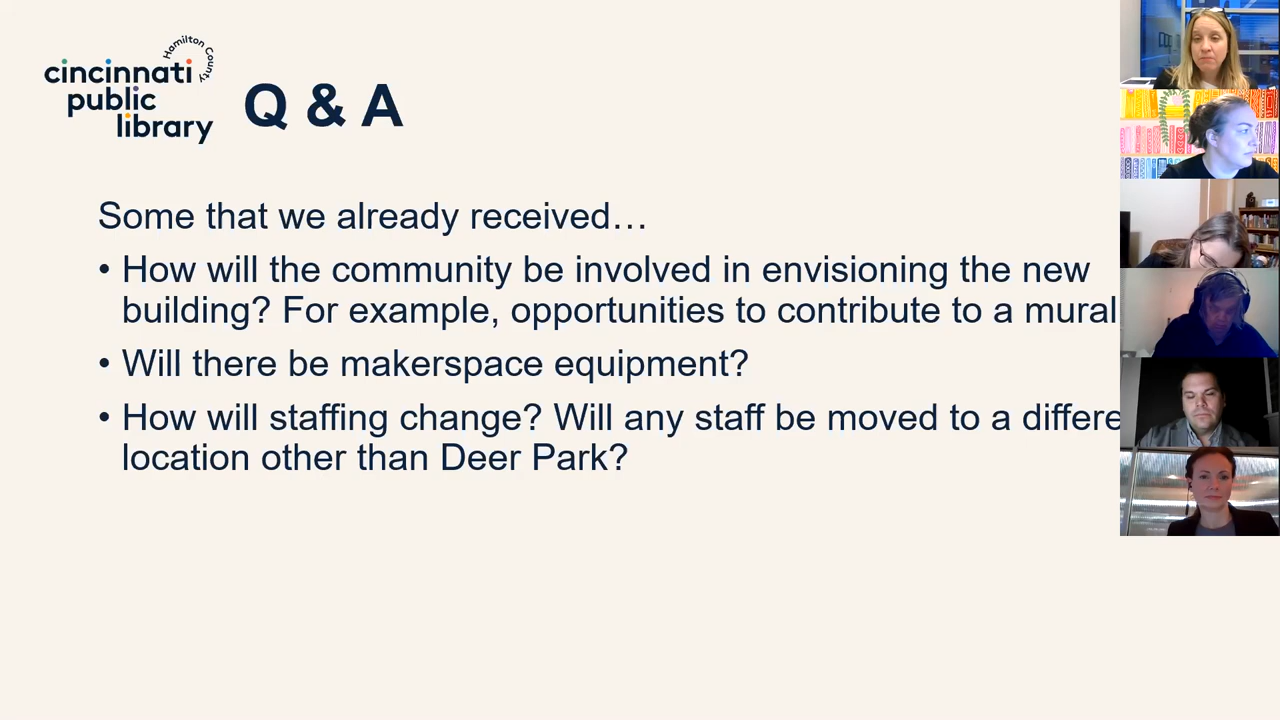 Hamilton County
cincinnati
public
library
Q & A
Some that we already received…
• How will the community be involved in envisioning the new
building? For example, opportunities to contribute to a mural
• Will there be makerspace equipment?
• How will staffing change? Will any staff be moved to a differe
location other than Deer Park?